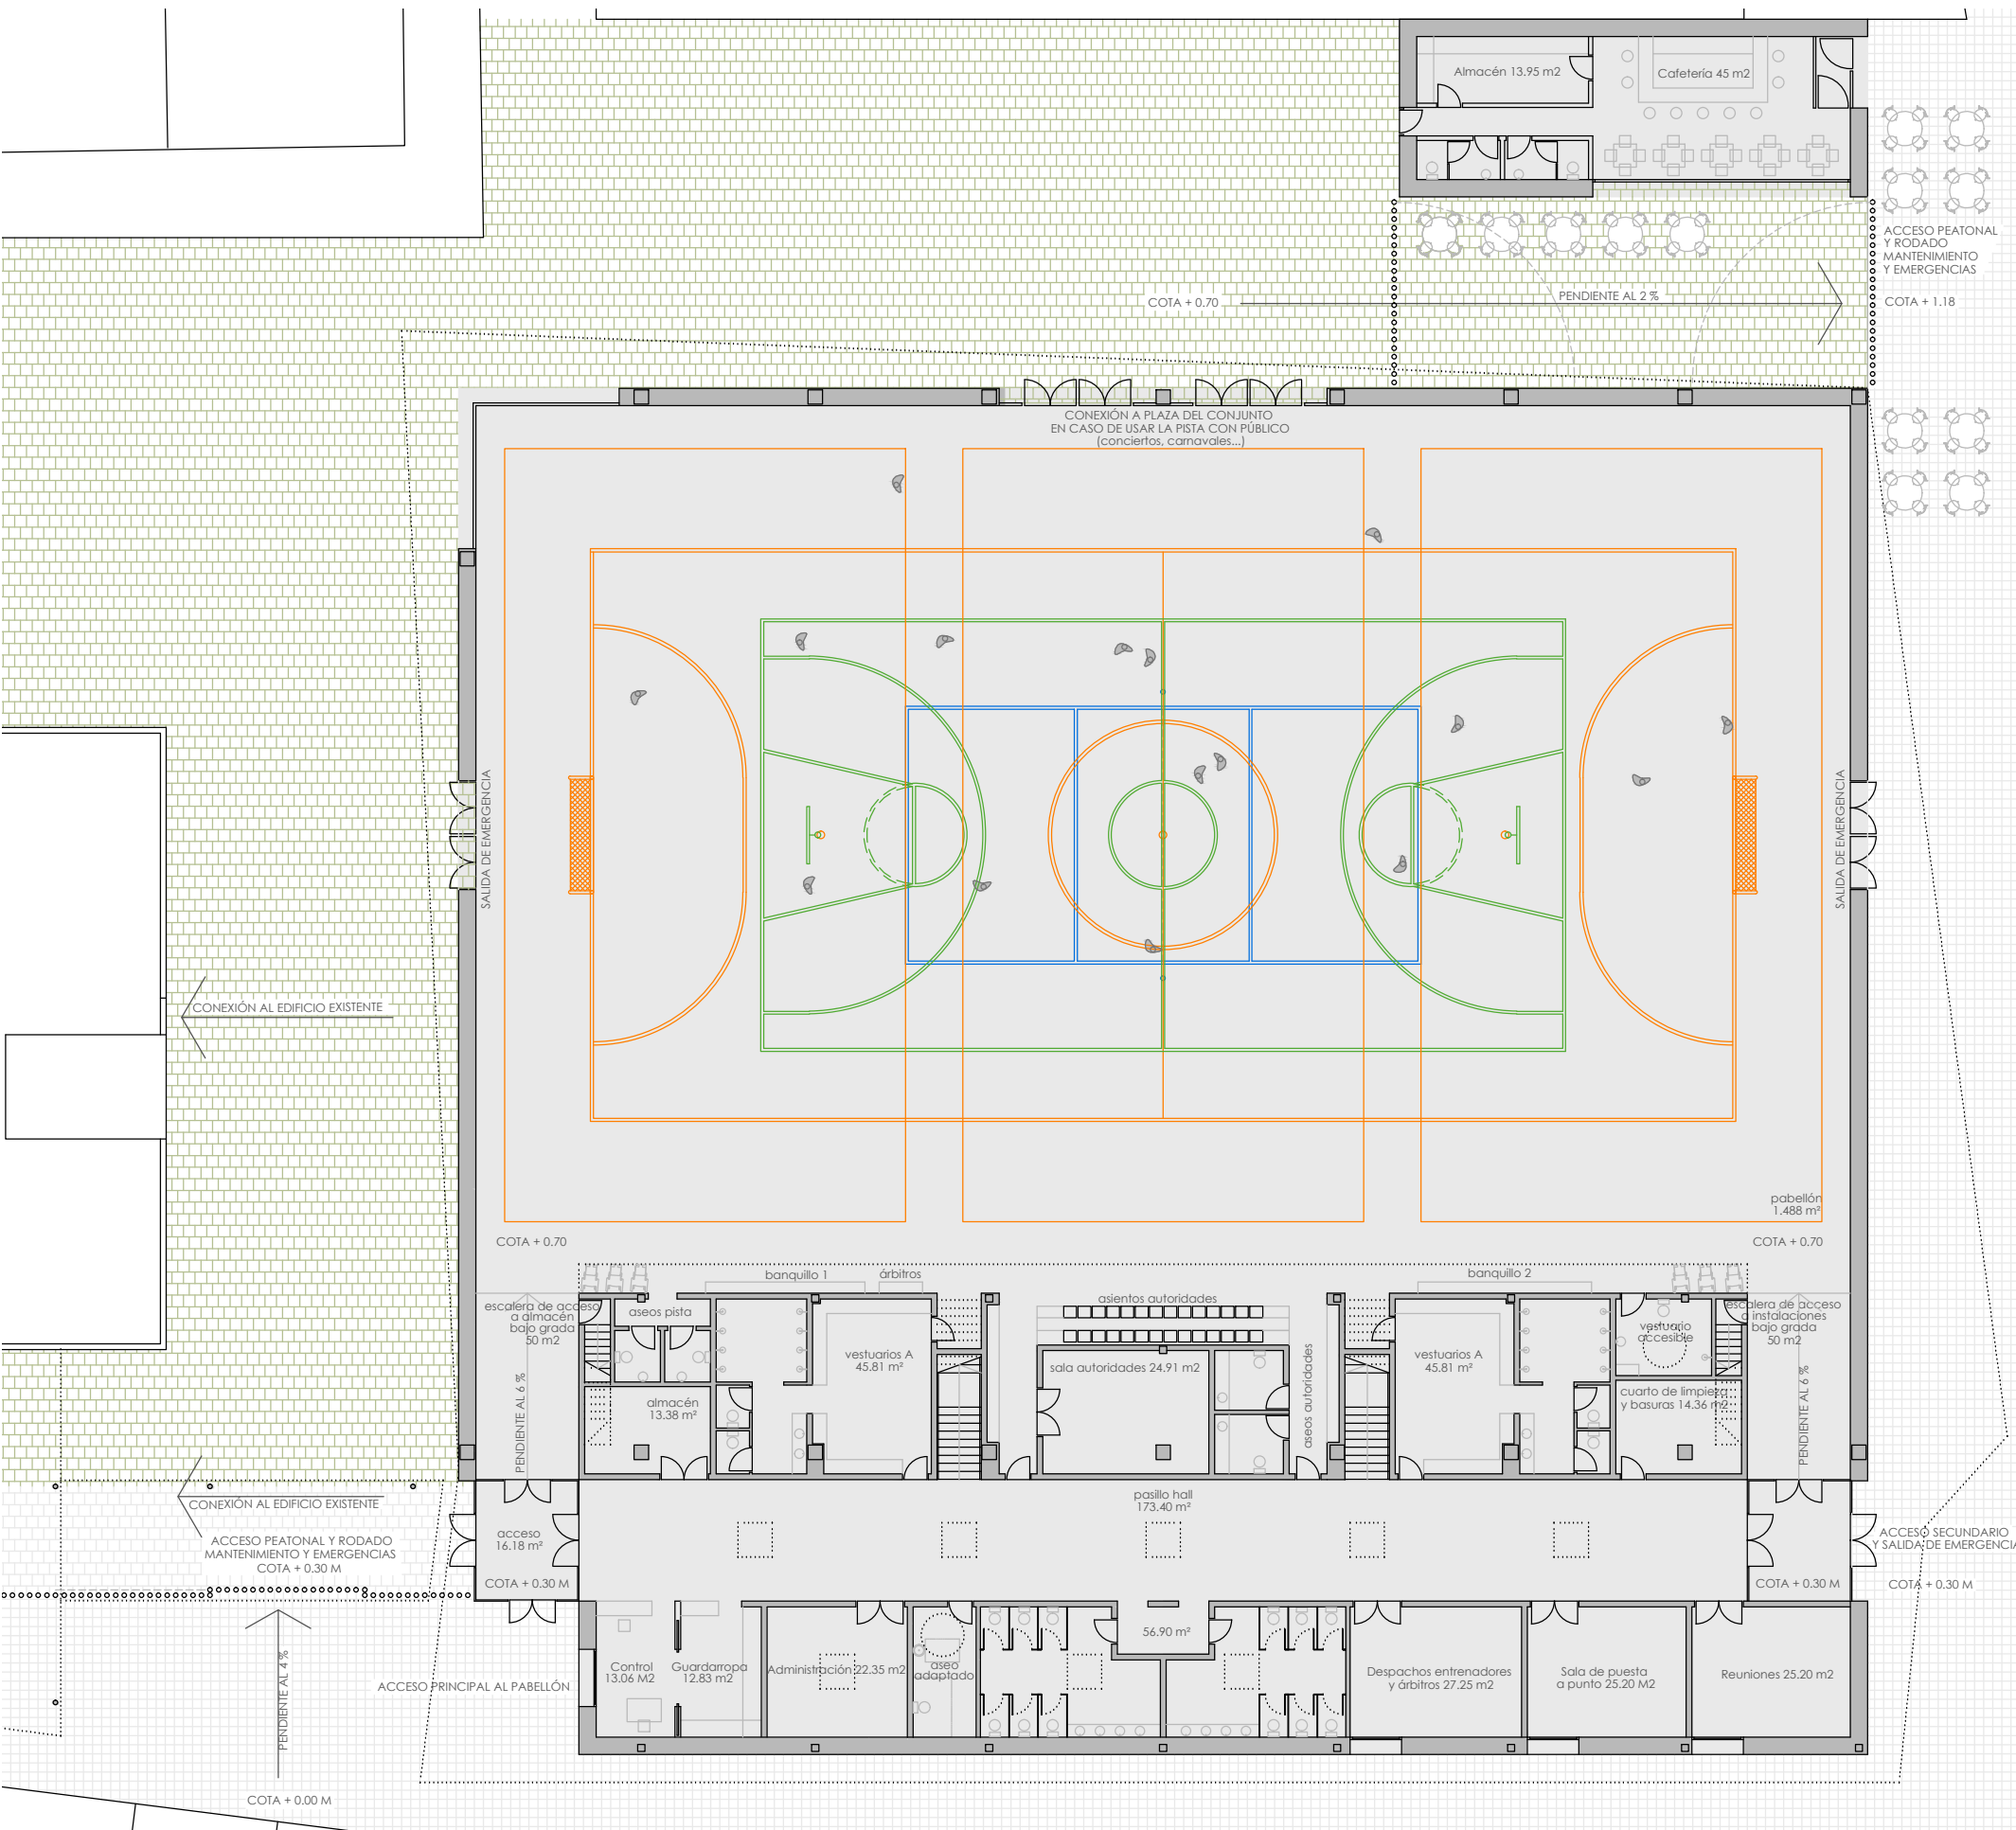 Almacén 13.95 m2
Cafetería 45 m2
ACCESO PEATONAL
Y RODADO
MANTENIMIENTO
Y EMERGENCIAS
COTA + 0.70
PENDIENTE AL 2 %
COTA + 1.18
CONEXIÓN A PLAZA DEL CONJUNTO
EN CASO DE USAR LA PISTA CON PÚBLICO
(conciertos, carnavales...)
SALIDA DE EMERGENCIA
SALIDA DE EMERGENCIA
CONEXIÓN AL EDIFICIO EXISTENTE
pabellón
1.488 m²
COTA + 0.70
COTA + 0.70
banquillo 1
árbitros
banquillo 2
escalera de acceso
a almacén
bajo grada
50 m2
aseos pista
asientos autoridades
vestuario
accesible
escalera de acceso
a instalaciones
bajo grada
50 m2
vestuarios A
45.81 m²
sala autoridades 24.91 m2
aseos autoridades
vestuarios A
45.81 m²
PENDIENTE AL 6 %
almacén
13.38 m²
cuarto de limpieza
y basuras 14.36 m2
PENDIENTE AL 6 %
CONEXIÓN AL EDIFICIO EXISTENTE
pasillo hall
173.40 m²
ACCESO PEATONAL Y RODADO
MANTENIMIENTO Y EMERGENCIAS
COTA + 0.30 M
acceso
16.18 m²
ACCESO SECUNDARIO
Y SALIDA DE EMERGENCIA
COTA + 0.30 M
COTA + 0.30 M
COTA + 0.30 M
56.90 m²
PENDIENTE AL 4 %
ACCESO PRINCIPAL AL PABELLÓN
Control
13.06 M2
Guardarropa
12.83 m2
Administración 22.35 m2
aseo
adaptado
Despachos entrenadores
y árbitros 27.25 m2
Sala de puesta
a punto 25.20 M2
Reuniones 25.20 m2
COTA + 0.00 M